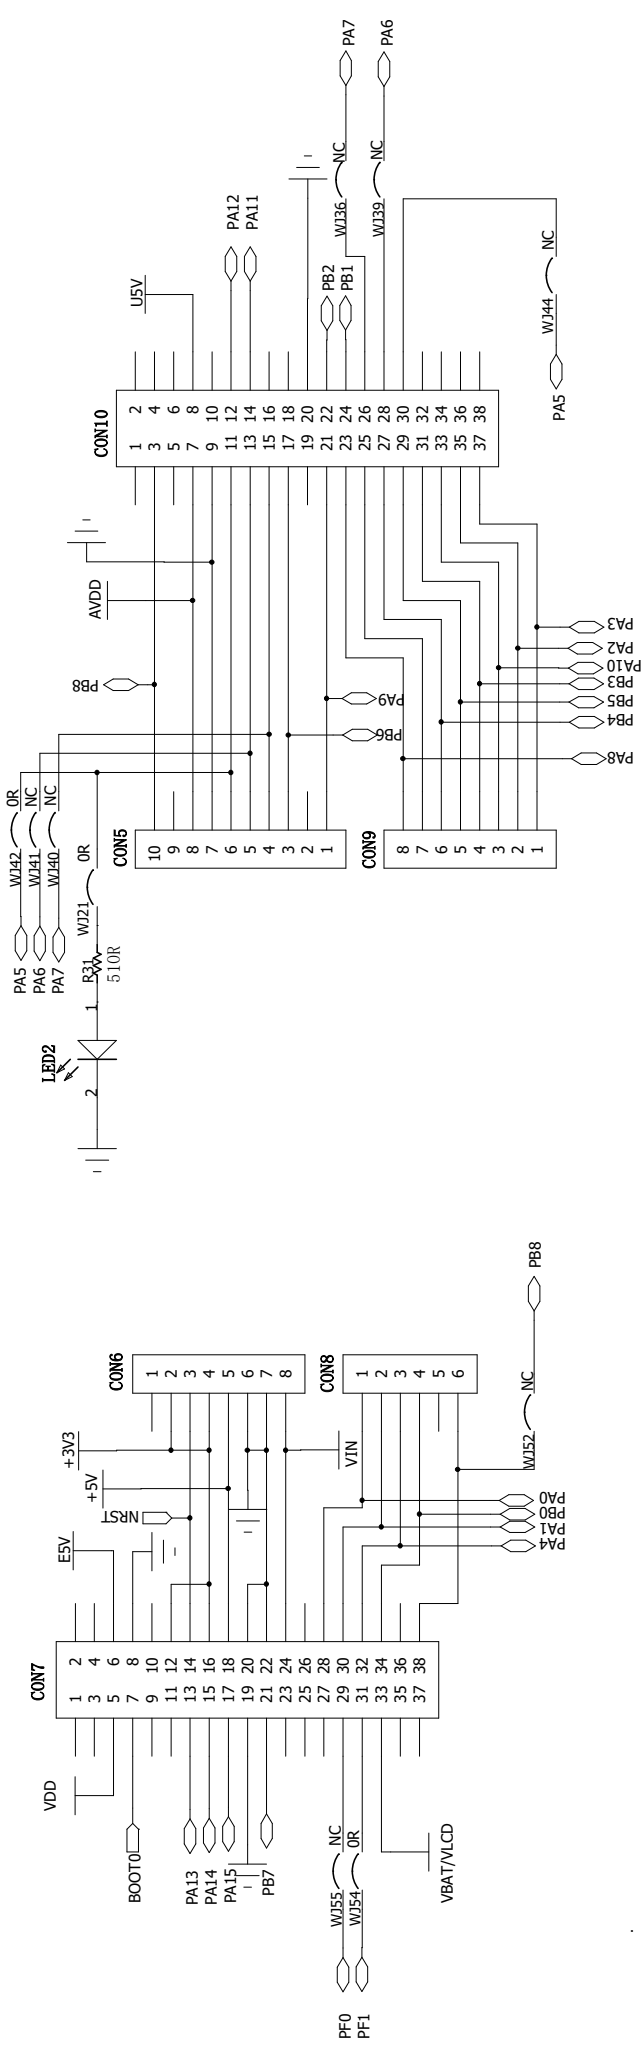 PA7
PA6
NC
NC
WJ36
WJ39
PA12
PA11
PB2
PB1
U5V
NC
WJ44
PA5
CON10
2 4 6 8 10 12 14 16 18 20 22 24 26 28 30 32 34 36 38
1 3 5 7 9 11 13 15 17 19 21 23 25 27 29 31 33 35 37
AVDD
PB8
PA9
PB6
PA3
PA2
PA10
PB3
PB5
PB4
PA8
0R
NC
NC
WJ42
WJ41
WJ40
PA5
PA6
PA7
0R
WJ21
R31
510R
1
LED2
2
CON5
10 9 8 7 6 5 4 3 2 1
CON9
8 7 6 5 4 3 2 1
PB8
NC
WJ52
CON6
1 2 3 4 5 6 7 8
CON8
1 2 3 4 5 6
+3V3
+5V
NRST
E5V
VIN
PA0
PB0
PA1
PA4
CON7
2 4 6 8 10 12 14 16 18 20 22 24 26 28 30 32 34 36 38
1 3 5 7 9 11 13 15 17 19 21 23 25 27 29 31 33 35 37
VDD
BOOT0
PA13
PA14
PA15
PB7
NC
0R
WJ55
WJ54
VBAT/VLCD
PF0
PF1